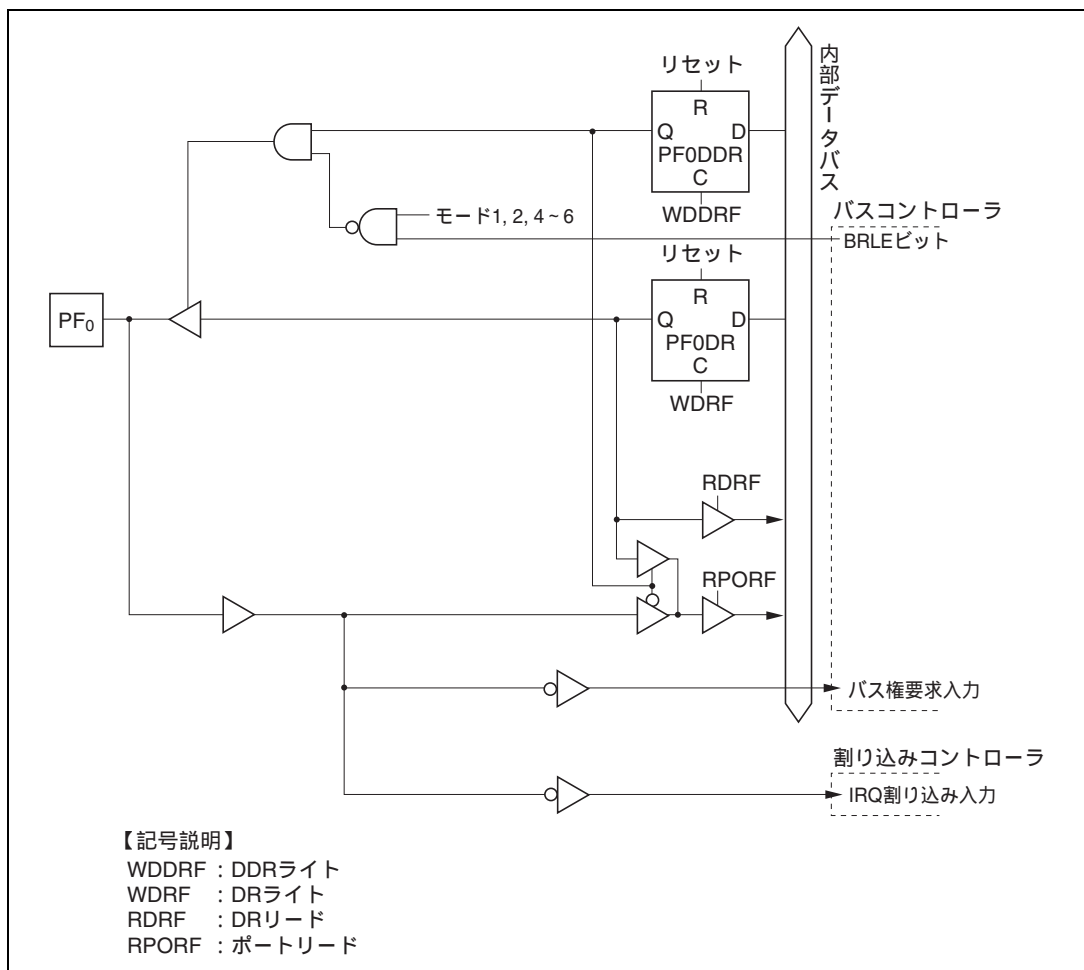 リセット
R
Q D
PF0DDR
C
WDDRF
内部データバス
モード1, 2, 4～6
バスコントローラ
BRLEビット
リセット
R
Q D
PF0DR
C
WDRF
PF0
RDRF
RPORF
バス権要求入力
割り込みコントローラ
IRQ割り込み入力
【記号説明】
WDDRF : DDRライト
WDRF : DRライト
RDRF : DRリード
RPORF : ポートリード